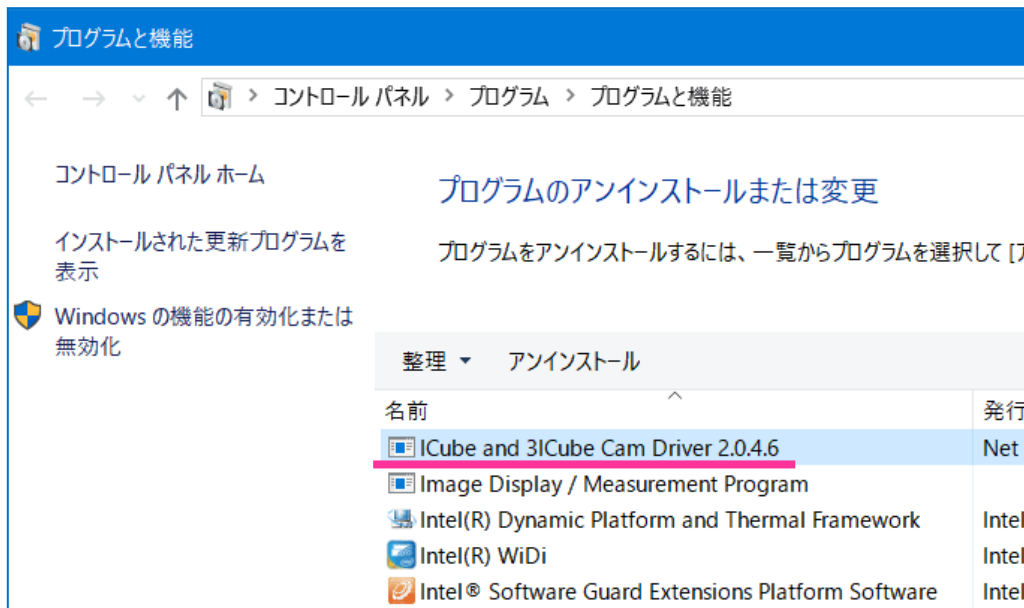 プログラムと機能
コントロール パネル > プログラム > プログラムと機能
コントロール パネル ホーム
インストールされた更新プログラムを
表示
Windows の機能の有効化または
無効化
プログラムのアンインストールまたは変更
プログラムをアンインストールするには、一覧からプログラムを選択して [
整理 アンインストール
名前 発行
ICube and 3ICube Cam Driver 2.0.4.6 Net
Image Display / Measurement Program
Intel(R) Dynamic Platform and Thermal Framework Intel
Intel(R) WiDi Intel
Intel® Software Guard Extensions Platform Software Intel